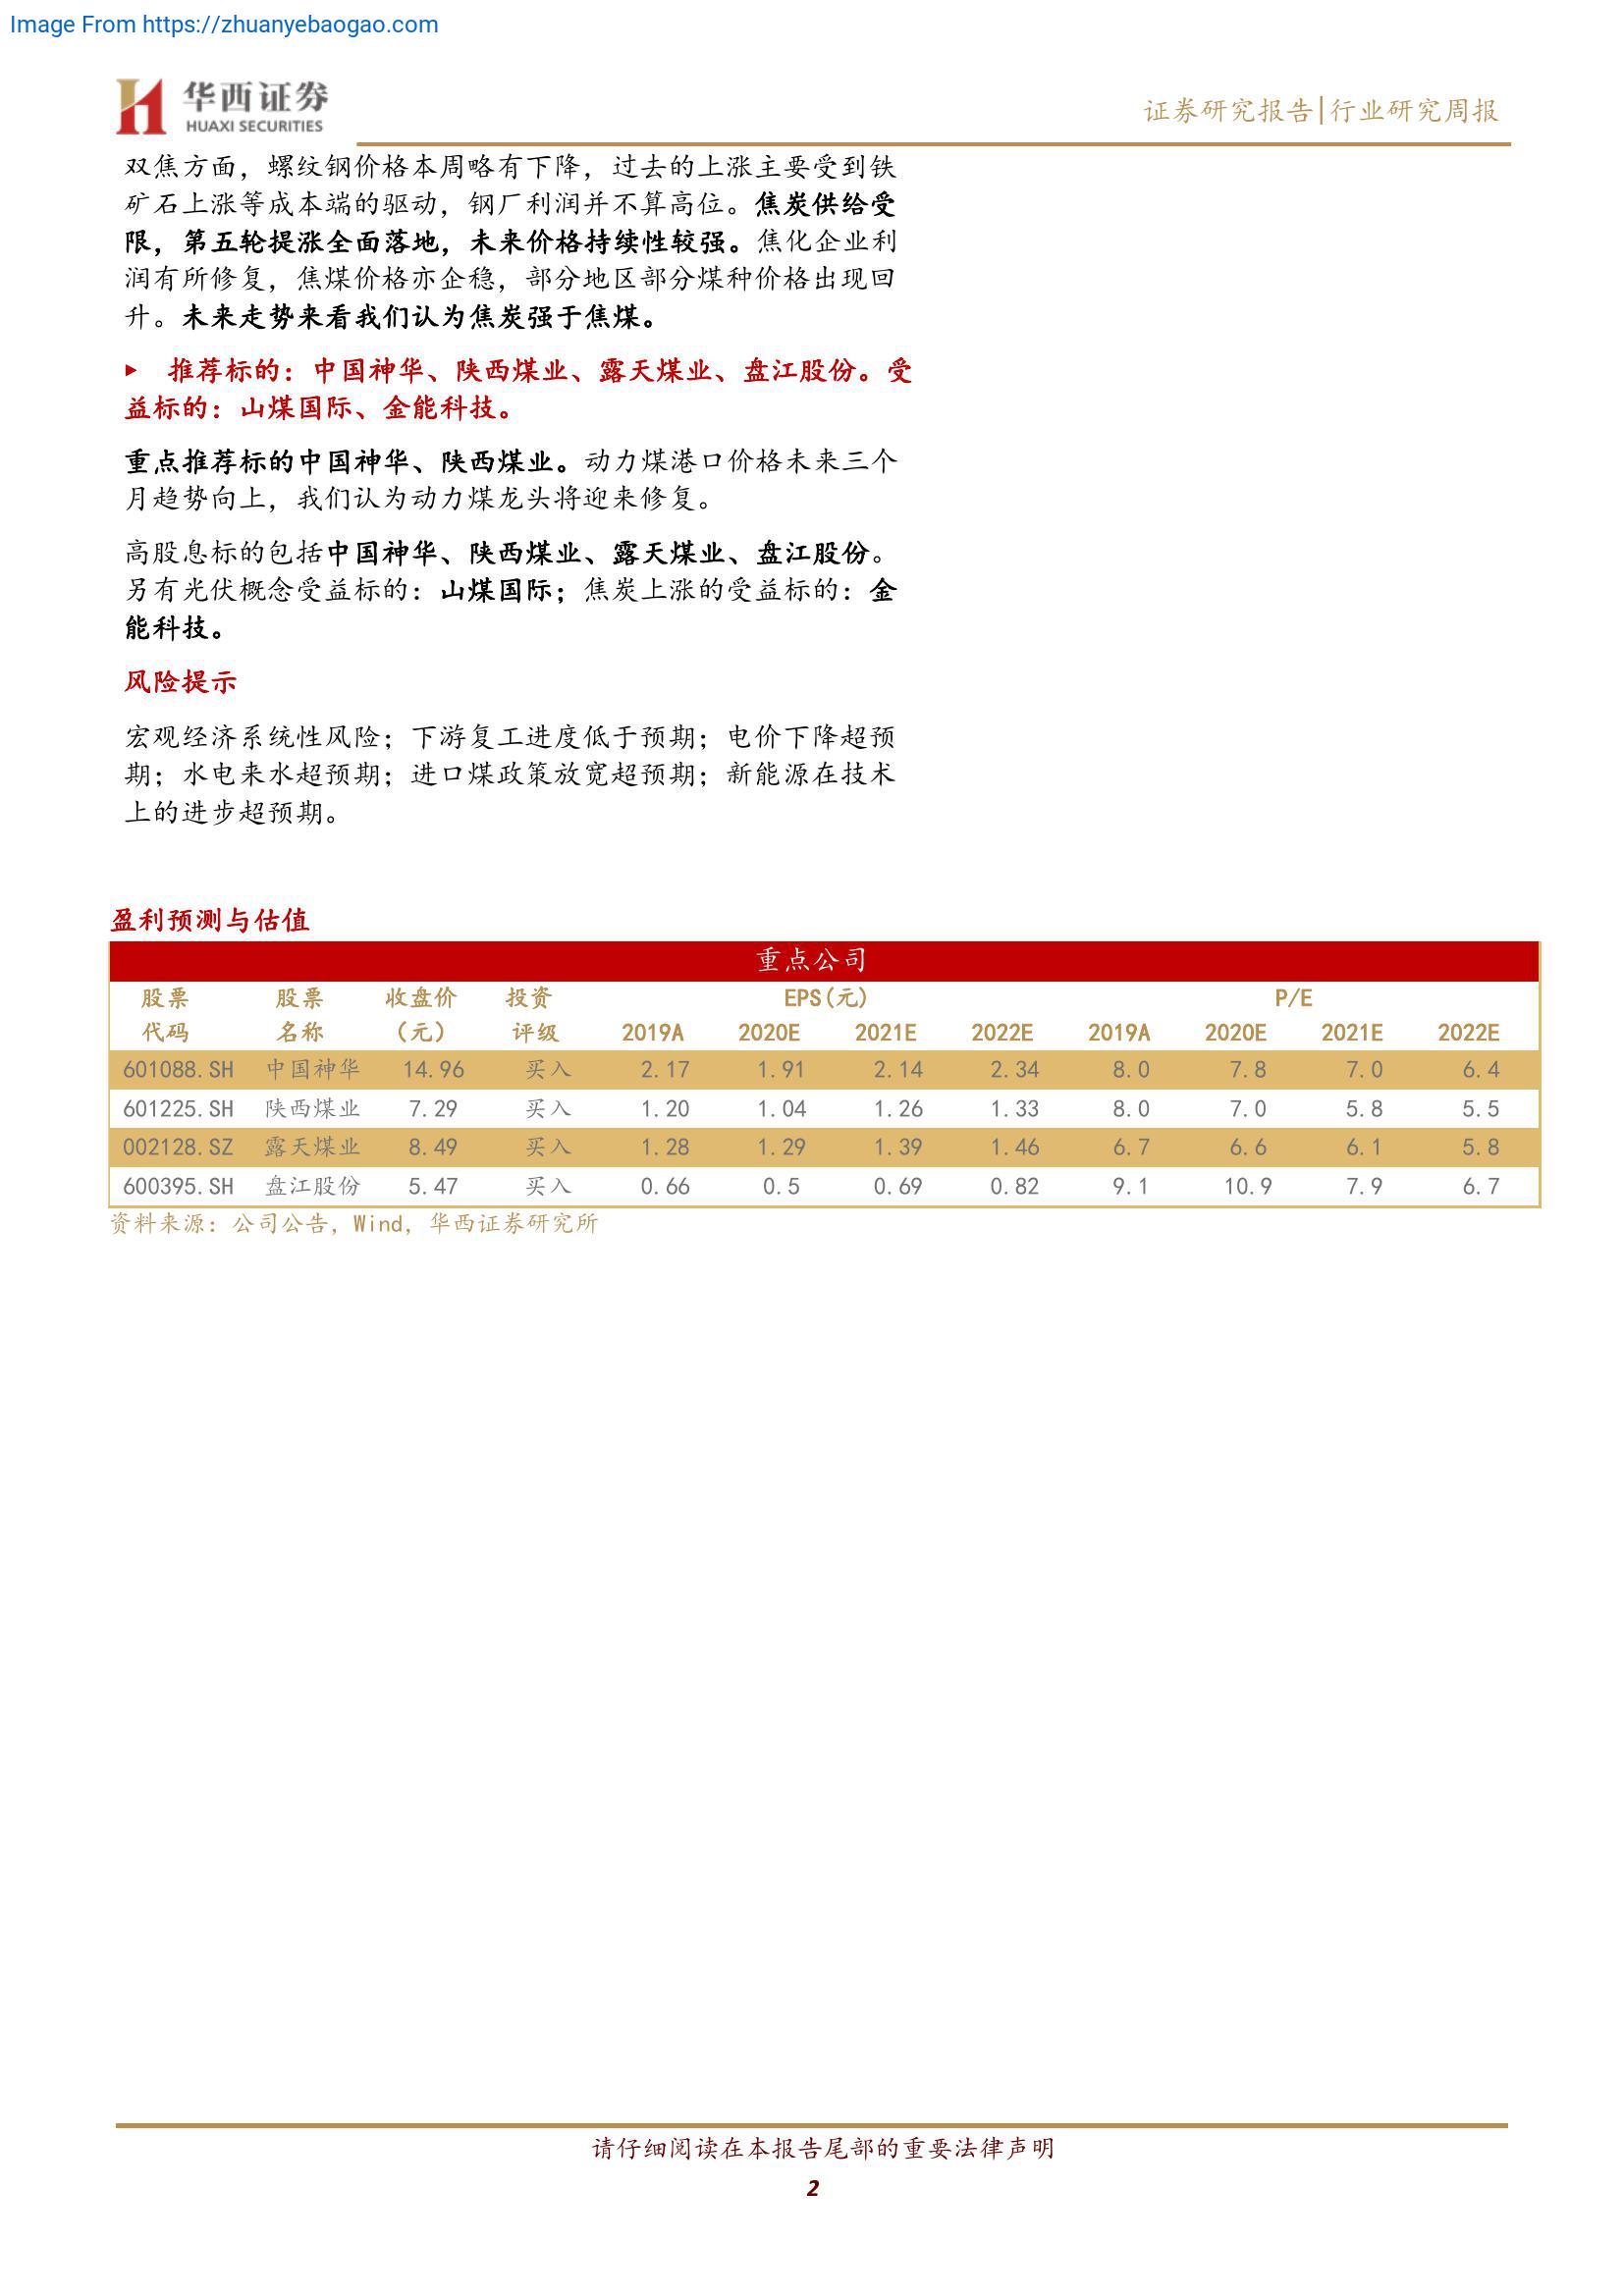 Image From https://zhuanyebaogao.com
华西证券
HUAXI SECURITIES
证券研究报告|行业研究周报
双焦方面，螺纹钢价格本周略有下降，过去的上涨主要受到铁
矿石上涨等成本端的驱动，钢厂利润并不算高位。焦炭供给受
限，第五轮提涨全面落地，未来价格持续性较强。焦化企业利
润有所修复，焦煤价格亦企稳，部分地区部分煤种价格出现回
升。未来走势来看我们认为焦炭强于焦煤。
▶ 推荐标的：中国神华、陕西煤业、露天煤业、盘江股份。受
益标的：山煤国际、金能科技。
重点推荐标的中国神华、陕西煤业。动力煤港口价格未来三个
月趋势向上，我们认为动力煤龙头将迎来修复。
高股息标的包括中国神华、陕西煤业、露天煤业、盘江股份。
另有光伏概念受益标的：山煤国际；焦炭上涨的受益标的：金
能科技。
风险提示
宏观经济系统性风险；下游复工进度低于预期；电价下降超预
期；水电来水超预期；进口煤政策放宽超预期；新能源在技术
上的进步超预期。
盈利预测与估值
重点公司
股票 股票 收盘价 投资 EPS(元) P/E
代码 名称 （元） 评级 2019A 2020E 2021E 2022E 2019A 2020E 2021E 2022E
601088.SH 中国神华 14.96 买入 2.17 1.91 2.14 2.34 8.0 7.8 7.0 6.4
601225.SH 陕西煤业 7.29 买入 1.20 1.04 1.26 1.33 8.0 7.0 5.8 5.5
002128.SZ 露天煤业 8.49 买入 1.28 1.29 1.39 1.46 6.7 6.6 6.1 5.8
600395.SH 盘江股份 5.47 买入 0.66 0.5 0.69 0.82 9.1 10.9 7.9 6.7
资料来源：公司公告，Wind，华西证券研究所
请仔细阅读在本报告尾部的重要法律声明
2